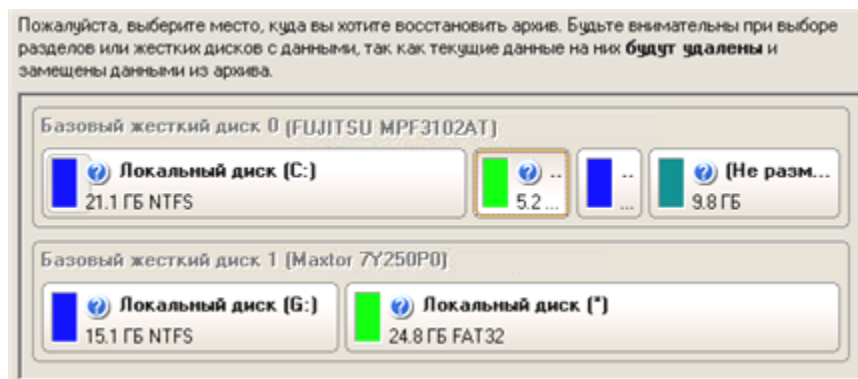 Пожалуйста, выберите место, куда вы хотите восстановить архив. Будьте внимательны при выборе
разделов или жестких дисков с данными, так как текущие данные на них будут удалены и
замещены данными из архива.
Базовый жесткий диск 0 (FUJITSU MPF3102AT)
Локальный диск (C:)
21.1 ГБ NTFS
..
5.2 ...
..
...
(Не разм...
9.8 ГБ
Базовый жесткий диск 1 (Maxtor 7Y250P0)
Локальный диск (G:)
15.1 ГБ NTFS
Локальный диск (*)
24.8 ГБ FAT32